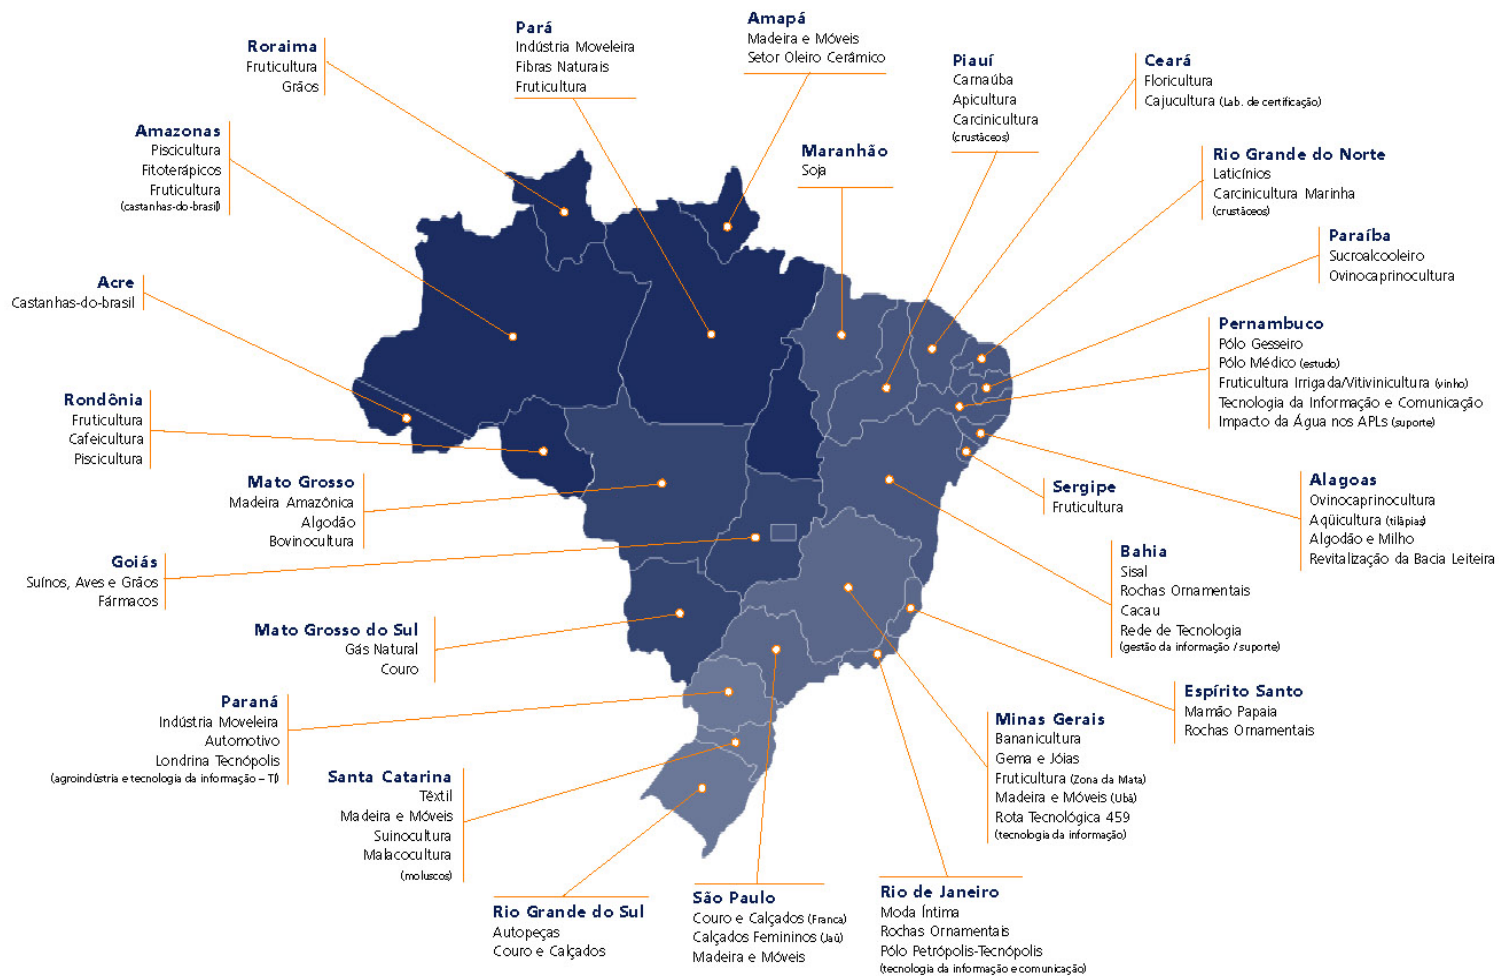 Roraima
Fruticultura
Grãos
Pará
Indústria Moveleira
Fibras Naturais
Fruticultura
Amapá
Madeira e Móveis
Setor Oleiro Cerâmico
Piauí
Carnaúba
Apicultura
Carcinicultura
(crustáceos)
Ceará
Floricultura
Cajucultura (Lab. de certificação)
Amazonas
Piscicultura
Fitoterápicos
Fruticultura
(castanhas-do-brasil)
Maranhão
Soja
Rio Grande do Norte
Laticínios
Carcinicultura Marinha
(crustáceos)
Paraíba
Sucroalcooleiro
Ovinocaprinocultura
Acre
Castanhas-do-brasil
Pernambuco
Pólo Gesseiro
Pólo Médico (estudo)
Fruticultura Irrigada/Vitivinicultura (vinho)
Tecnologia da Informação e Comunicação
Impacto da Água nos APLs (suporte)
Rondônia
Fruticultura
Cafeicultura
Piscicultura
Mato Grosso
Madeira Amazônica
Algodão
Bovinocultura
Sergipe
Fruticultura
Alagoas
Ovinocaprinocultura
Aqüicultura (tilápias)
Algodão e Milho
Revitalização da Bacia Leiteira
Goiás
Suínos, Aves e Grãos
Fármacos
Bahia
Sisal
Rochas Ornamentais
Cacau
Rede de Tecnologia
(gestão da informação / suporte)
Mato Grosso do Sul
Gás Natural
Couro
Espírito Santo
Mamão Papaia
Rochas Ornamentais
Paraná
Indústria Moveleira
Automotivo
Londrina Tecnópolis
(agroindústria e tecnologia da informação – TI)
Minas Gerais
Bananicultura
Gema e Jóias
Fruticultura (Zona da Mata)
Madeira e Móveis (Ubá)
Rota Tecnológica 459
(tecnologia da informação)
Santa Catarina
Têxtil
Madeira e Móveis
Suinocultura
Malacocultura
(moluscos)
Rio Grande do Sul
Autopeças
Couro e Calçados
São Paulo
Couro e Calçados (Franca)
Calçados Femininos (Jaú)
Madeira e Móveis
Rio de Janeiro
Moda Íntima
Rochas Ornamentais
Pólo Petrópolis-Tecnópolis
(tecnologia da informação e comunicação)